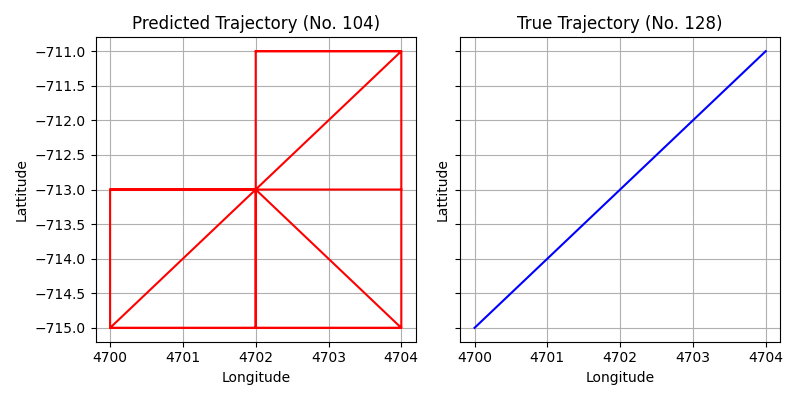 Predicted Trajectory (No. 104)
Lattitude
−711.0
−711.5
−712.0
−712.5
−713.0
−713.5
−714.0
−714.5
−715.0
4700 4701 4702 4703 4704
Longitude
True Trajectory (No. 128)
Lattitude
4700 4701 4702 4703 4704
Longitude